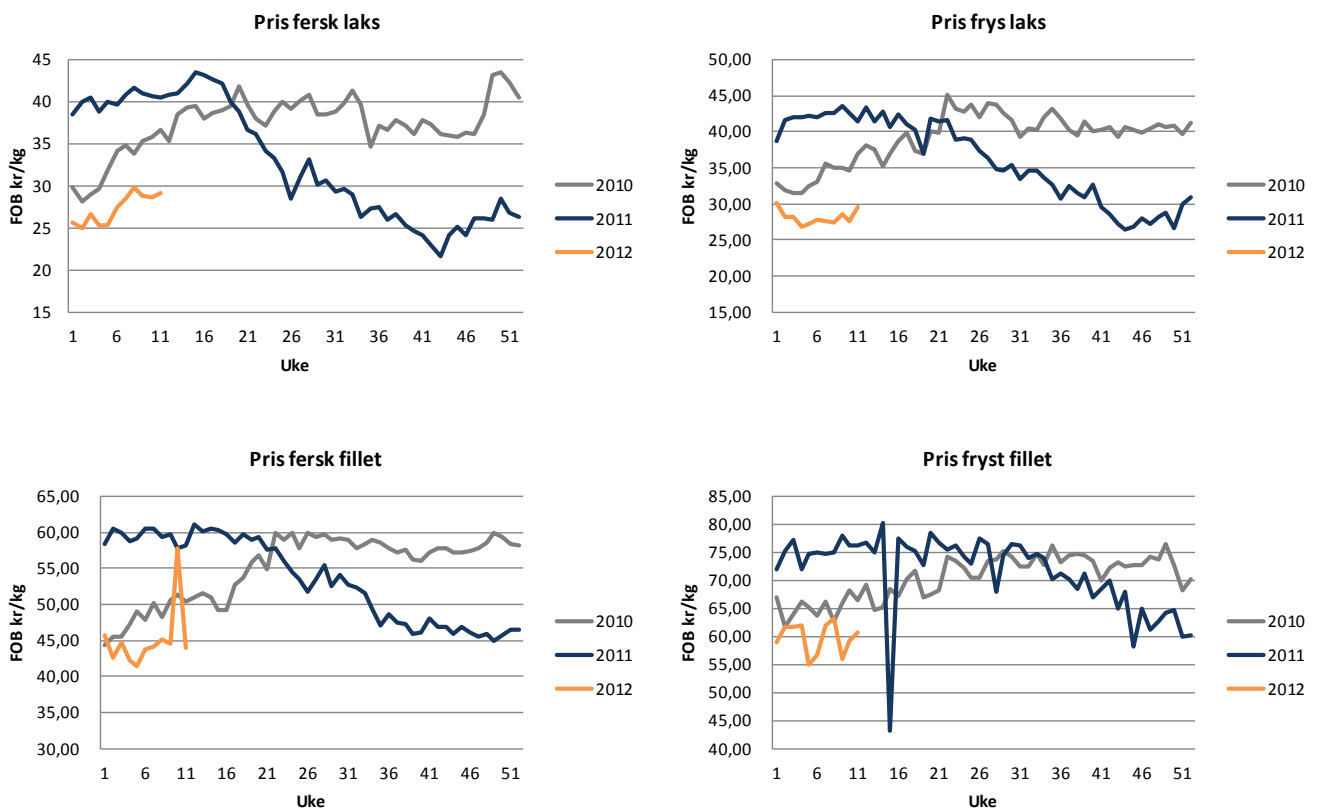 Pris fersk laks
FOB kr/kg
45
40
35
30
25
20
15
1 6 11 16 21 26 31 36 41 46 51
Uke
2010
2011
2012
Pris frys laks
FOB kr/kg
50,00
45,00
40,00
35,00
30,00
25,00
20,00
15,00
1 6 11 16 21 26 31 36 41 46 51
Uke
2010
2011
2012
Pris fersk fillet
FOB kr/kg
65,00
60,00
55,00
50,00
45,00
40,00
35,00
30,00
1 6 11 16 21 26 31 36 41 46 51
Uke
2010
2011
2012
Pris fryst fillet
FOB kr/kg
85,00
80,00
75,00
70,00
65,00
60,00
55,00
50,00
45,00
40,00
1 6 11 16 21 26 31 36 41 46 51
Uke
2010
2011
2012